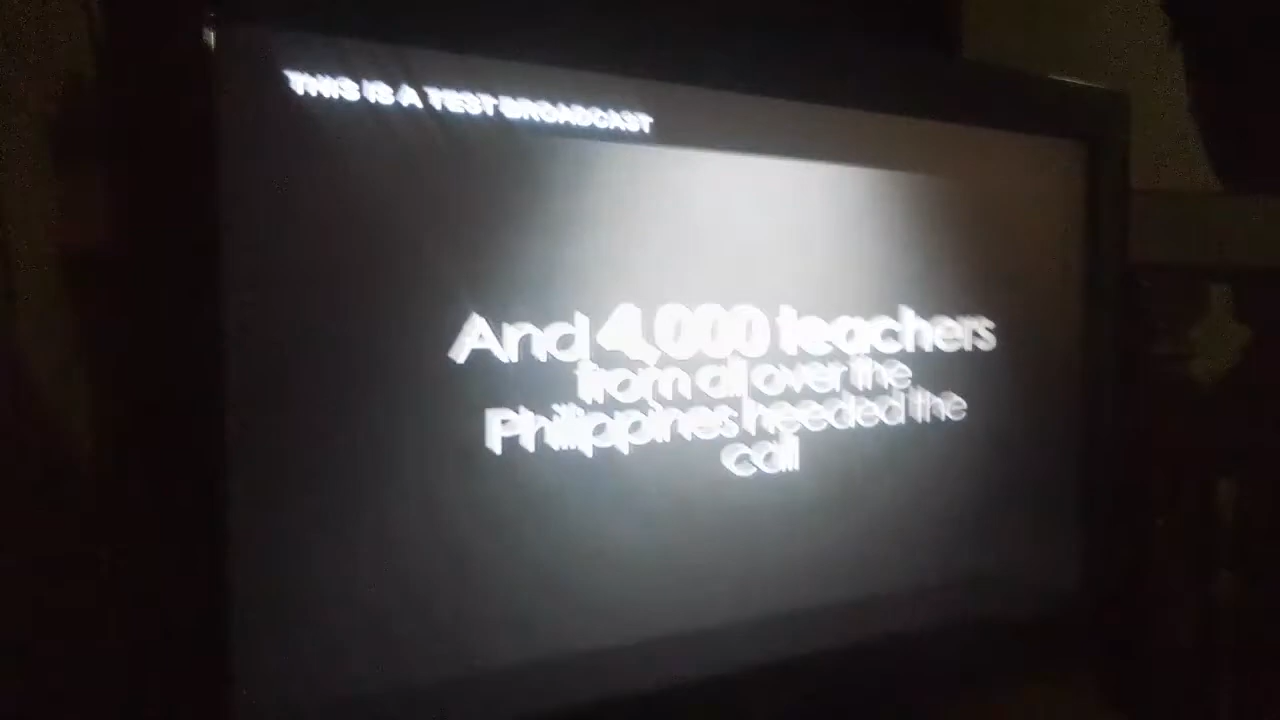 THIS IS A TEST BROADCAST
And 4,000 teachers
from all over the
Philippines heeded the
call